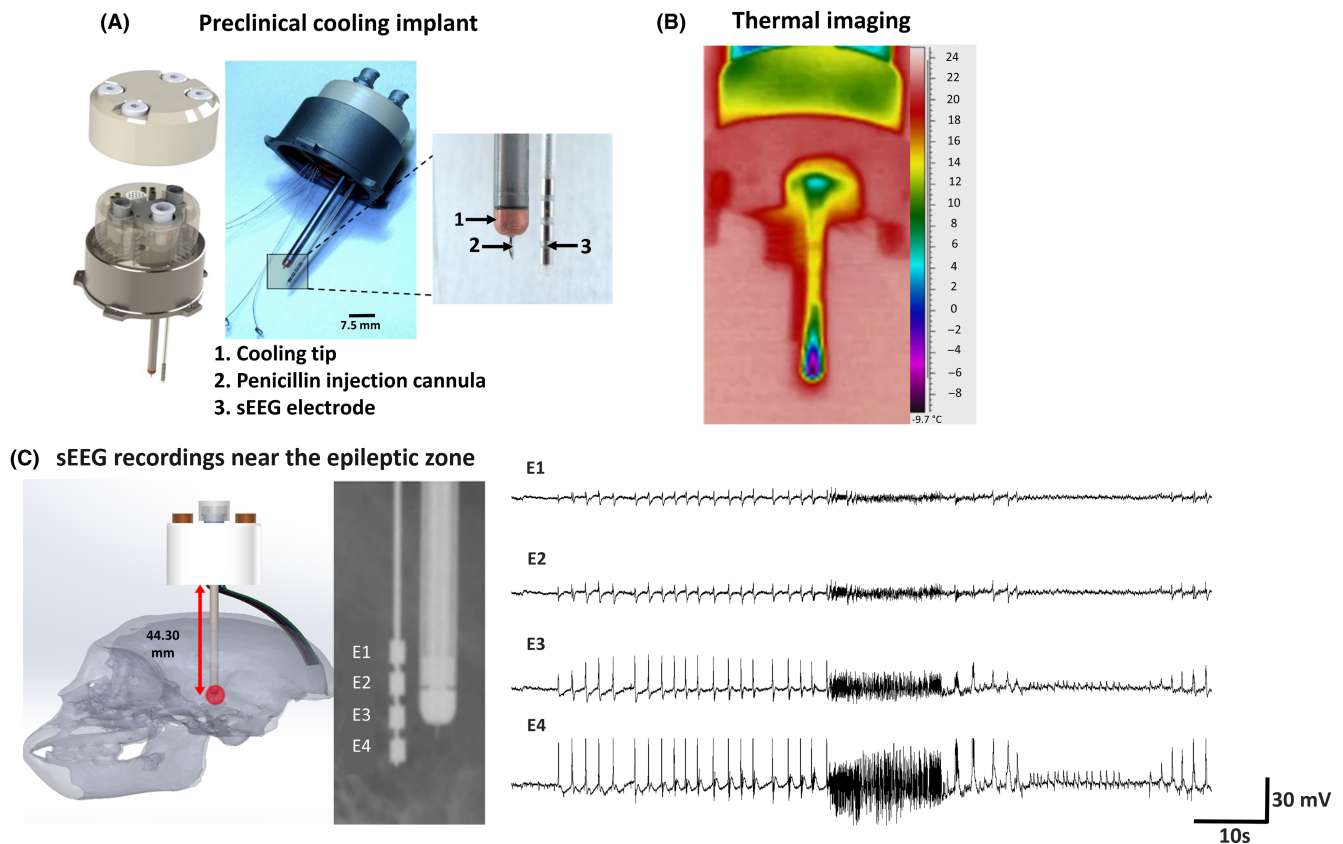 (A) Preclinical cooling implant
1
2
3
7.5 mm
1. Cooling tip
2. Penicillin injection cannula
3. sEEG electrode
(B) Thermal imaging
24
22
20
18
16
14
12
10
8
6
4
2
0
−2
−4
−6
−8
-9.7 °C
(C) sEEG recordings near the epileptic zone
44.30
mm
E1
E2
E3
E4
E1
E2
E3
E4
30 mV
10s